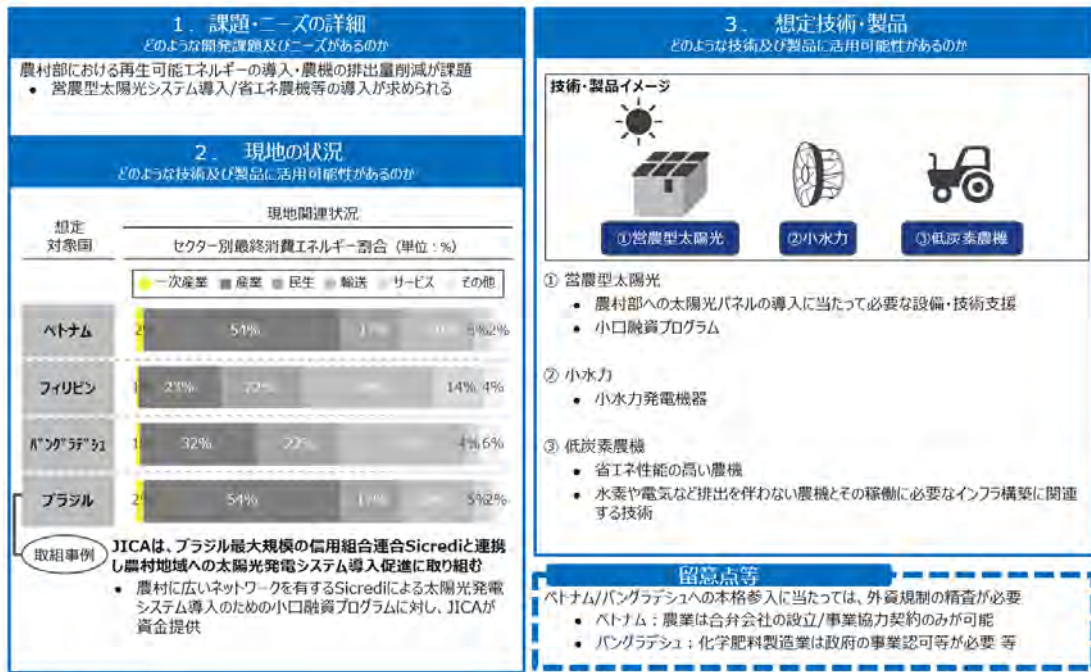 1. 課題・ニーズの詳細
どのような開発課題及びニーズがあるのか
農村部における再生可能エネルギーの導入・農機の排出量削減が課題
• 営農型太陽光システム導入/省エネ農機等の導入が求められる
2. 現地の状況
どのような技術及び製品に活用可能性があるのか
想定
対象国
現地関連状況
セクター別最終消費エネルギー割合（単位：%）
一次産業 産業 民生 輸送 サービス その他
ベトナム
2 54% 17% 5% 2%
フィリピン
1 23% 22% 14% 4%
バングラデシュ
1 32% 22% 4% 6%
ブラジル
2 54% 17% 5% 2%
取組事例
JICAは、ブラジル最大規模の信用組合連合Sicrediと連携
し農村地域への太陽光発電システム導入促進に取り組む
• 農村に広いネットワークを有するSicrediによる太陽光発電
システム導入のための小口融資プログラムに対し、JICAが
資金提供
3. 想定技術・製品
どのような技術及び製品に活用可能性があるのか
技術・製品イメージ
①営農型太陽光 ②小水力 ③低炭素農機
① 営農型太陽光
• 農村部への太陽光パネルの導入に当たって必要な設備・技術支援
• 小口融資プログラム
② 小水力
• 小水力発電機器
③ 低炭素農機
• 省エネ性能の高い農機
• 水素や電気など排出を伴わない農機とその稼働に必要なインフラ構築に関連
する技術
留意点等
ベトナム/バングラデシュへの本格参入に当たっては、外資規制の精査が必要
• ベトナム：農業は合弁会社の設立/事業協力契約のみが可能
• バングラデシュ：化学肥料製造業は政府の事業認可等が必要 等